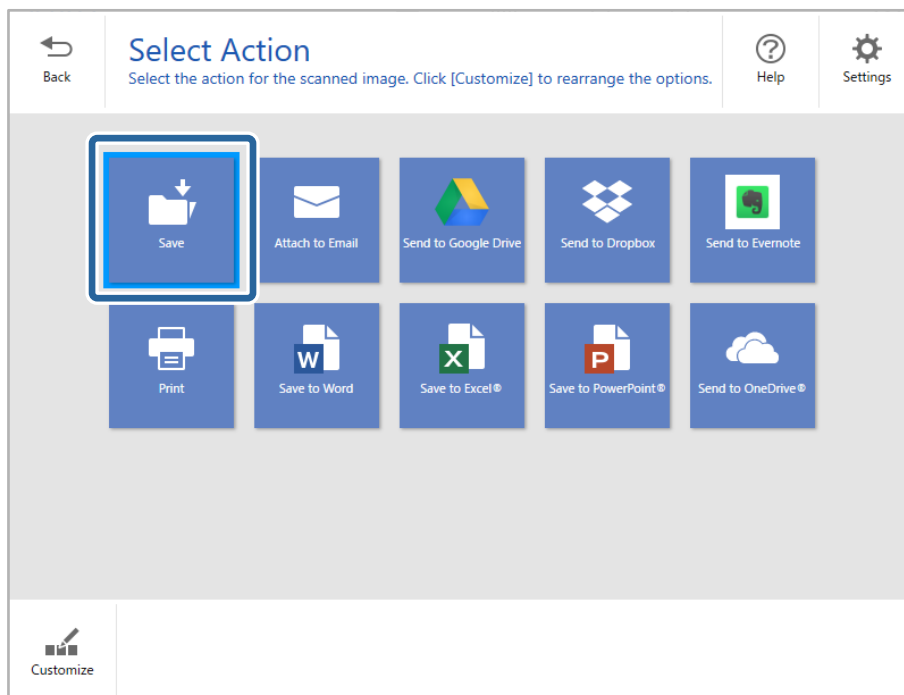 Select Action
Select the action for the scanned image. Click [Customize] to rearrange the options.
Back
Help
Settings
Save
Attach to Email
Send to Google Drive
Send to Dropbox
Send to Evernote
W
X
P
Print
Save to Word
Save to Excel®
Save to PowerPoint®
Send to OneDrive®
Customize